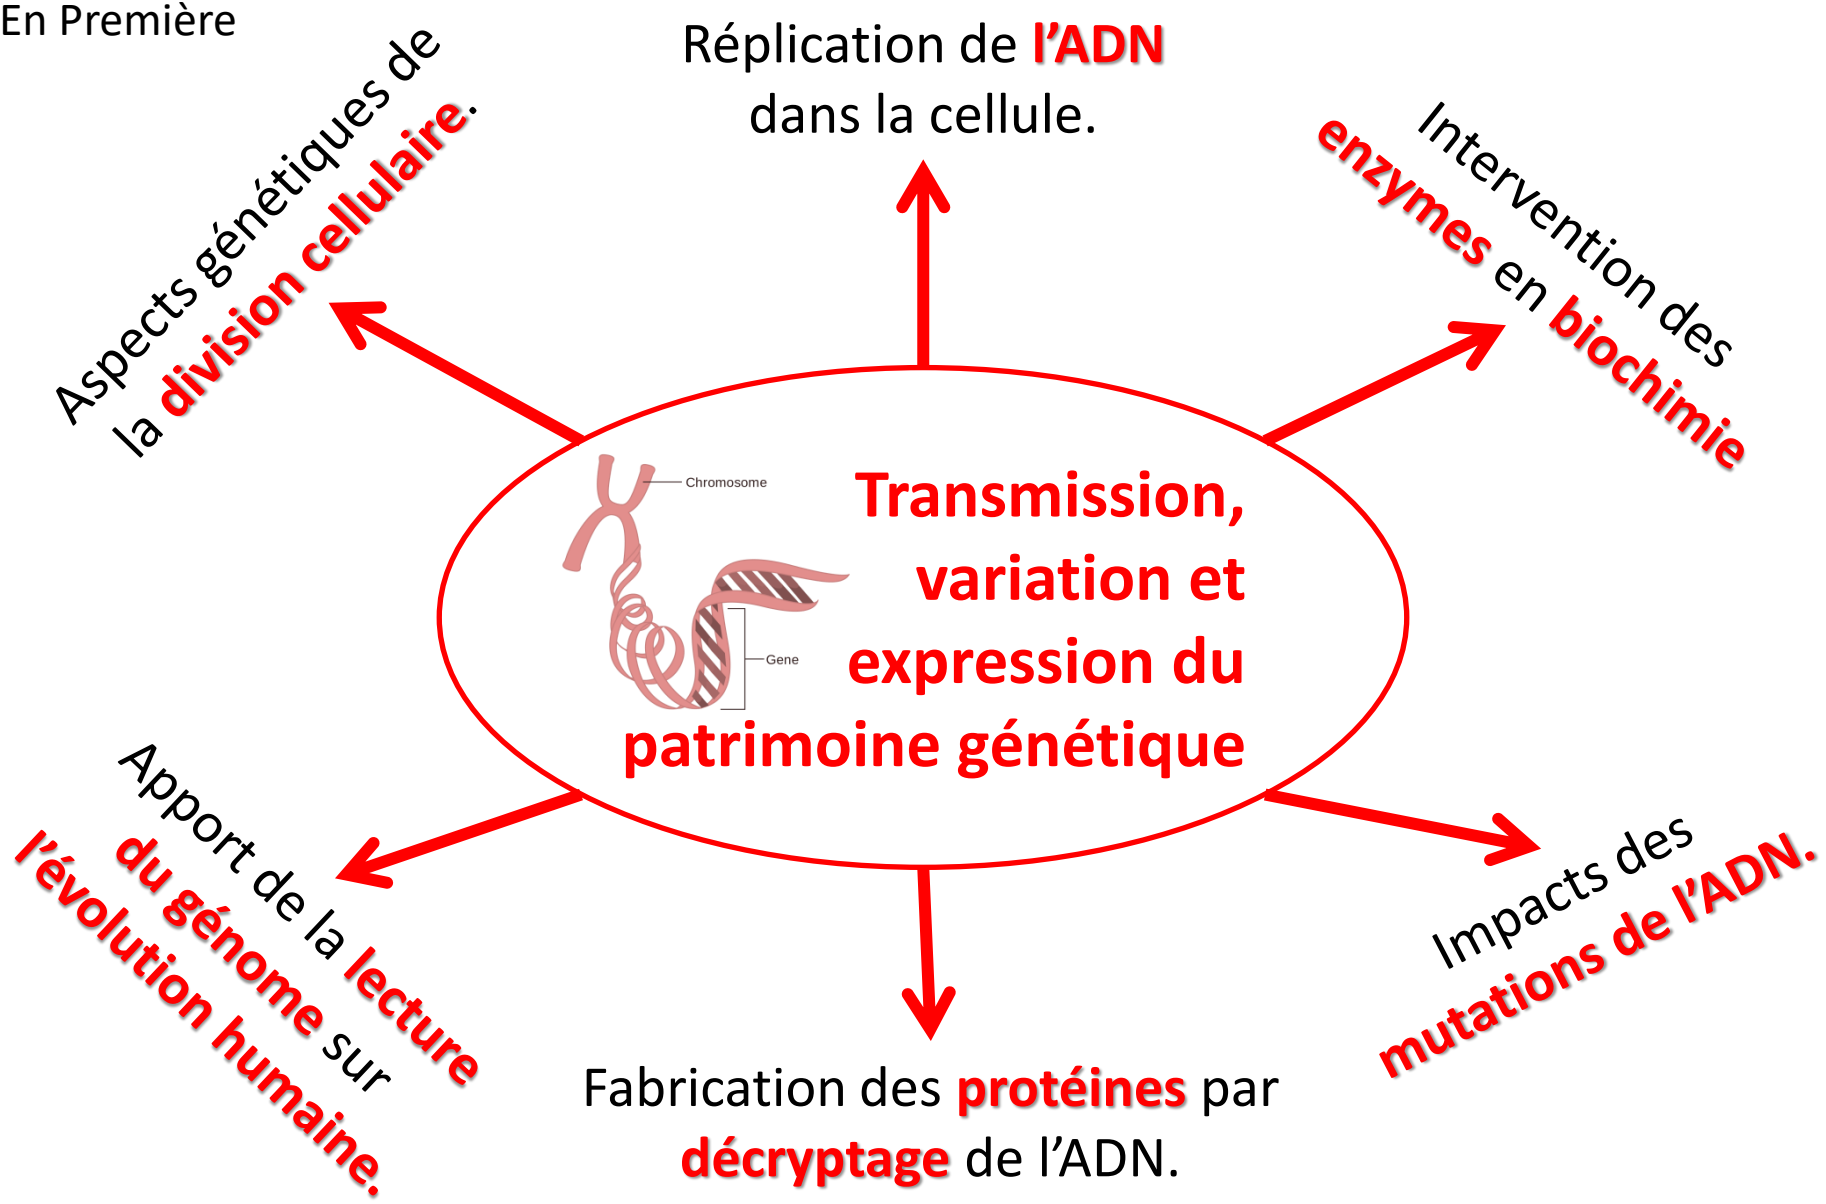 En Première
Aspects génétiques de
la division cellulaire.
Réplication de l’ADN
dans la cellule.
Intervention des
enzymes en biochimie
Chromosome
Gene
Transmission,
variation et
expression du
patrimoine génétique
Apport de la lecture
du génome sur
l’évolution humaine.
Fabrication des protéines par
décryptage de l’ADN.
Impacts des
mutations de l’ADN.